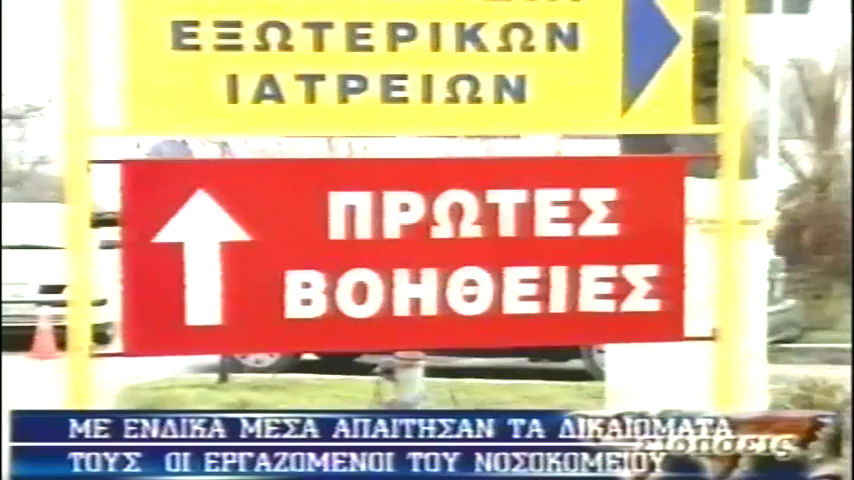 ΕΞΩΤΕΡΙΚΩΝ
ΙΑΤΡΕΙΩΝ
ΠΡΩΤΕΣ
ΒΟΗΘΕΙΕΣ
ΜΕ ΕΝΔΙΚΑ ΜΕΣΑ ΑΠΑΙΤΗΣΑΝ ΤΑ ΔΙΚΑΙΩΜΑΤΑ
ΤΟΥΣ ΟΙ ΕΡΓΑΖΟΜΕΝΟΙ ΤΟΥ ΝΟΣΟΚΟΜΕΙΟΥ